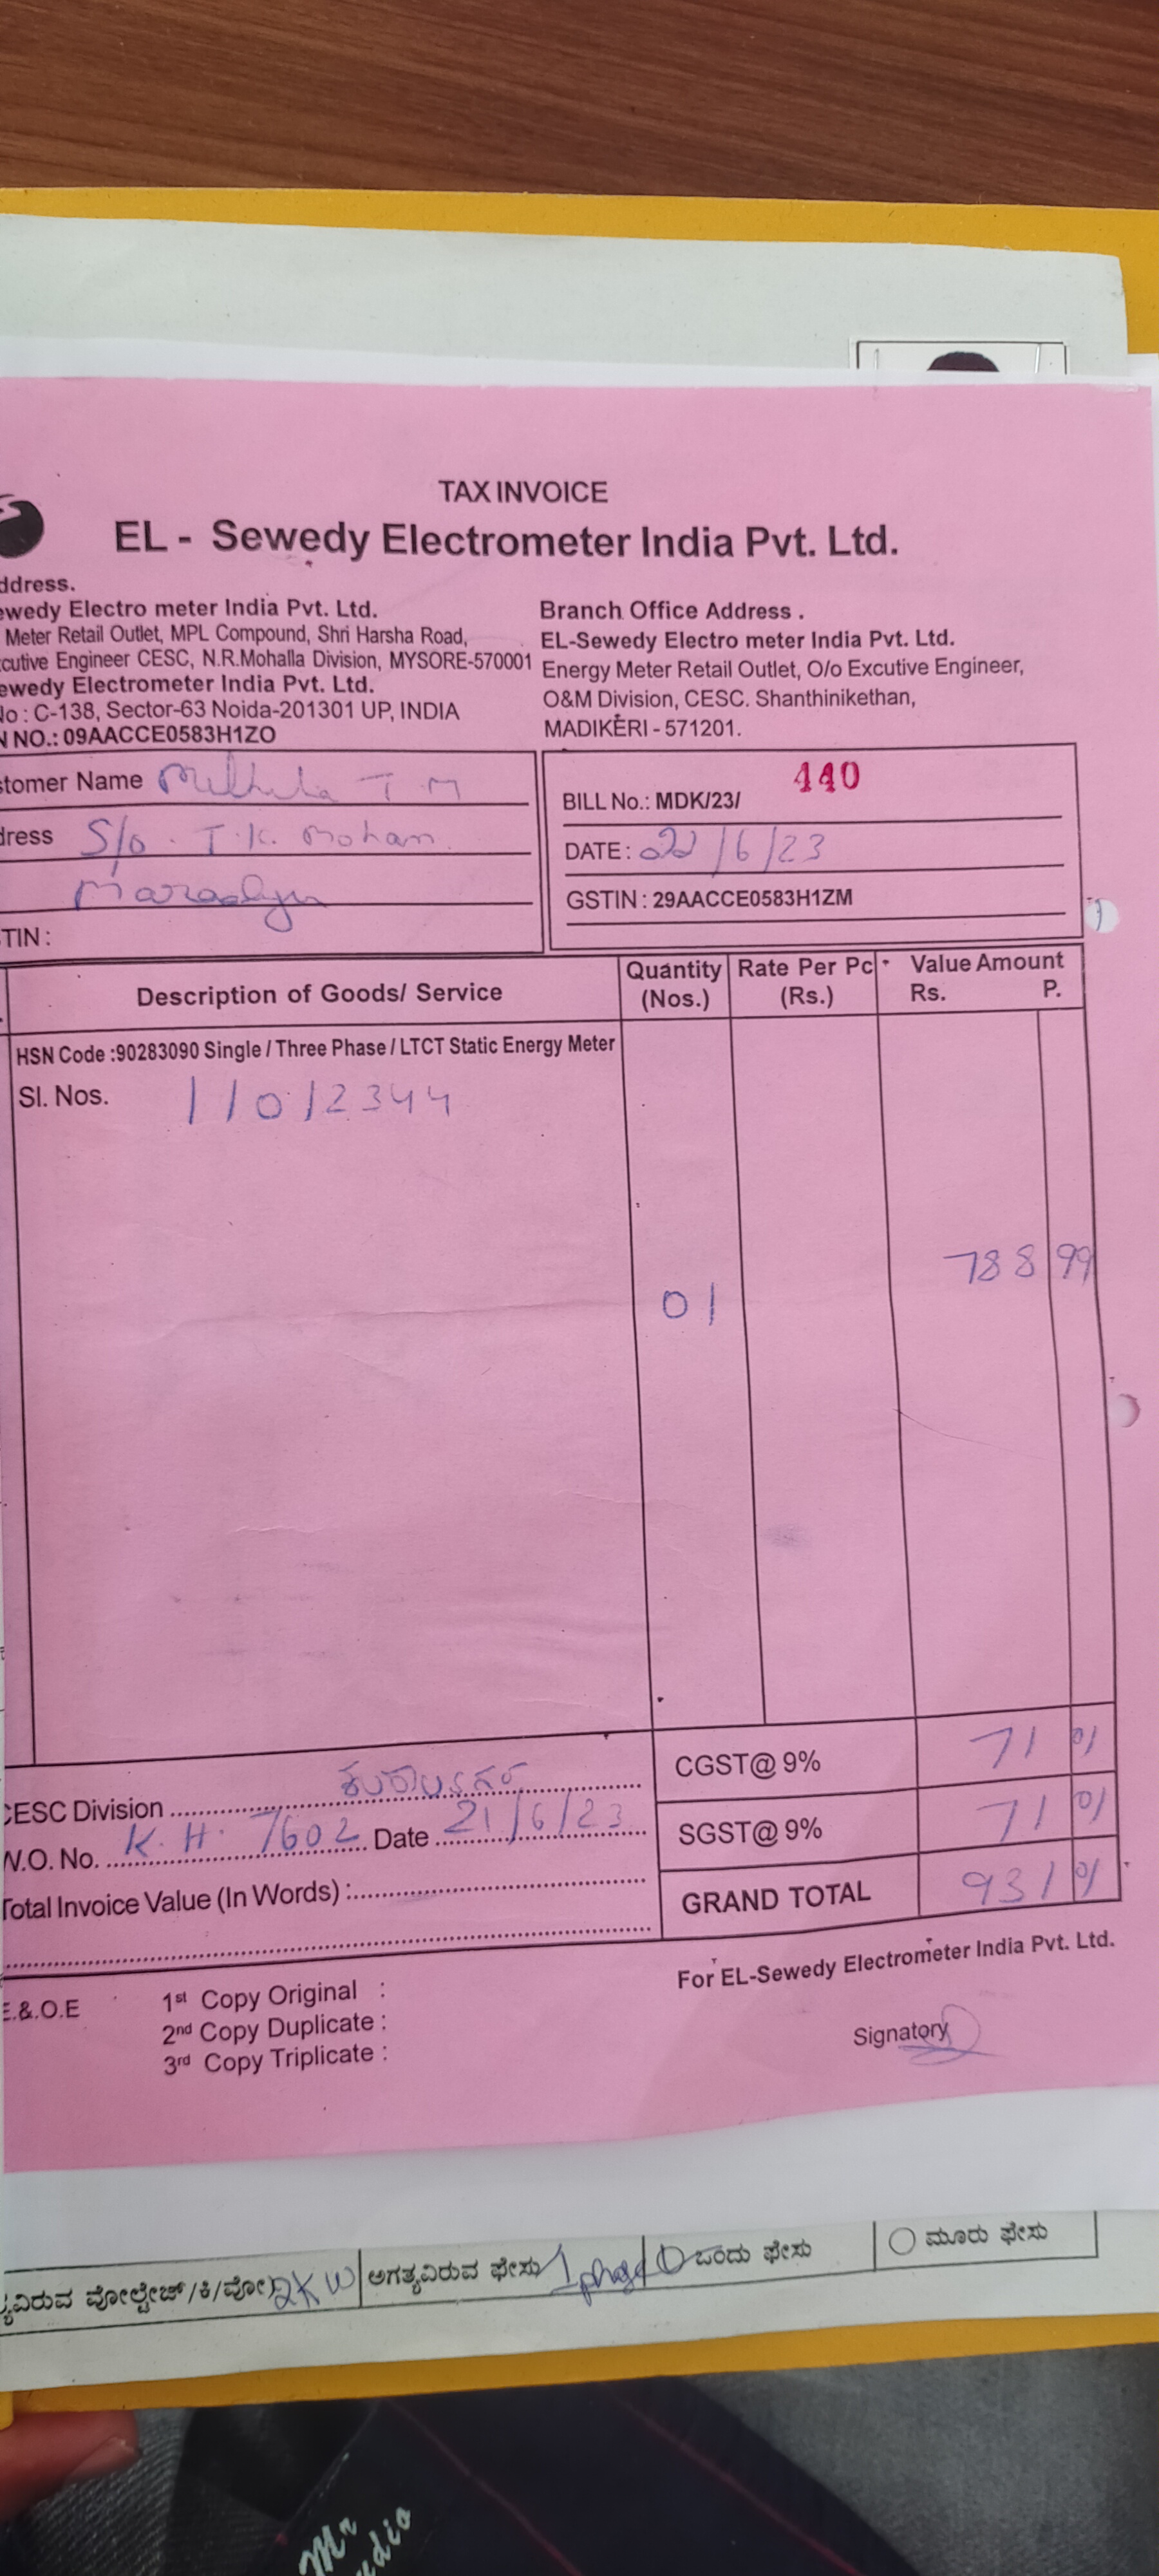 TAX INVOICE
EL - Sewedy Electrometer India Pvt. Ltd.
ddress.
ewedy Electro meter India Pvt. Ltd.
Meter Retail Outlet, MPL Compound, Shri Harsha Road,
cutive Engineer CESC, N.R.Mohalla Division, MYSORE-570001
ewedy Electrometer India Pvt. Ltd.
No : C-138, Sector-63 Noida-201301 UP, INDIA
N NO.: 09AACCE0583H1ZO
Branch Office Address .
EL-Sewedy Electro meter India Pvt. Ltd.
Energy Meter Retail Outlet, O/o Excutive Engineer,
O&M Division, CESC. Shanthinikethan,
MADIKERI - 571201.
stomer Name T.M
dress S/o. T.K. Mohan.
TIN :
BILL No.: MDK/23/ 440
DATE : 22/6/23
GSTIN : 29AACCE0583H1ZM
Description of Goods/ Service
Quantity (Nos.)
Rate Per Pc (Rs.)
Value Amount
Rs. P.
HSN Code :90283090 Single / Three Phase / LTCT Static Energy Meter
Sl. Nos. 11012344
01
788 99
CGST@ 9% 71 01
SGST@ 9% 71 01
GRAND TOTAL 931 01
CESC Division
W.O. No. K.H. 7602 Date 21/6/23
Total Invoice Value (In Words) :
For EL-Sewedy Electrometer India Pvt. Ltd.
E.&.O.E
1st Copy Original :
2nd Copy Duplicate :
3rd Copy Triplicate :
Signatory
್ಯವಿರುವ ವೋಲ್ಟೇಜ್/ಕಿ/ವೋ 2KW
ಅಗತ್ಯವಿರುವ ಫೇಸು 1 phase
ಒಂದು ಫೇಸು
ಮೂರು ಫೇಸು
Mr